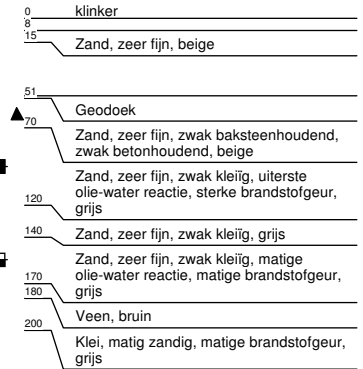 0 klinker
8
15 Zand, zeer fijn, beige
51
Geodoek
70
Zand, zeer fijn, zwak baksteenhoudend,
zwak betonhoudend, beige
Zand, zeer fijn, zwak kleiïg, uiterste
olie-water reactie, sterke brandstofgeur,
120
grijs
140 Zand, zeer fijn, zwak kleiïg, grijs
Zand, zeer fijn, zwak kleiïg, matige
olie-water reactie, matige brandstofgeur,
170
grijs
180
Veen, bruin
200
Klei, matig zandig, matige brandstofgeur,
grijs